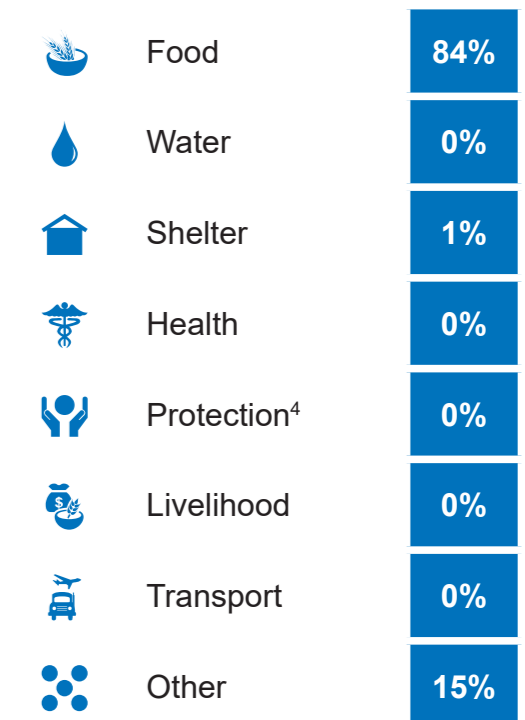 Food 84%
Water 0%
Shelter 1%
Health 0%
Protection⁴ 0%
$ Livelihood 0%
Transport 0%
Other 15%